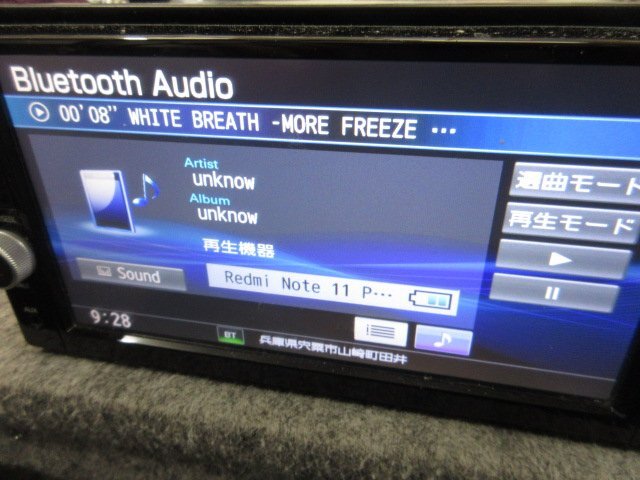 Bluetooth Audio
00'08" WHITE BREATH -MORE FREEZE …
Artist
unknow
Album
unknow
再生機器
Redmi Note 11 P…
Sound
選曲モード
再生モード
9:28
BT
兵庫県宍粟市山崎町田井
AUX